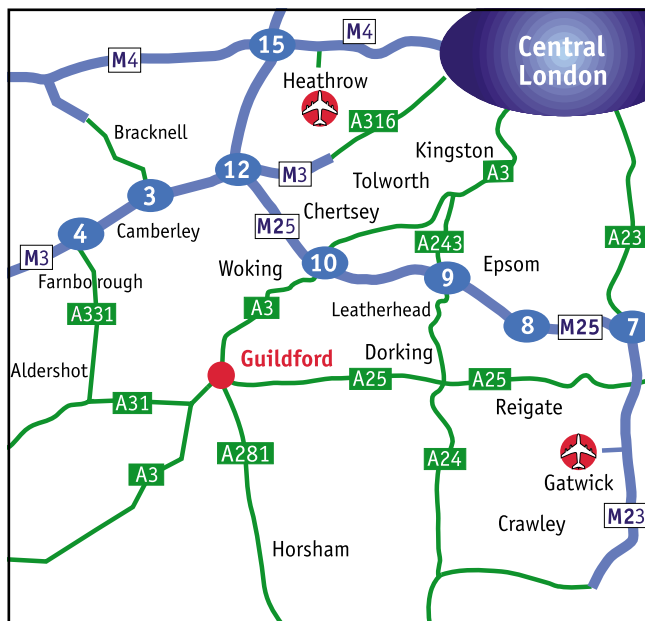 15
M4
Central
London
M4
Heathrow
A316
Bracknell
Kingston
A3
12
M3
Tolworth
3
Chertsey
M25
4
Camberley
A243
A23
M3
Woking
10
9
Epsom
Farnborough
A3
A331
Leatherhead
8
M25
7
Guildford
Dorking
Aldershot
A25
A25
A31
Reigate
A281
A24
A3
Gatwick
M23
Crawley
Horsham